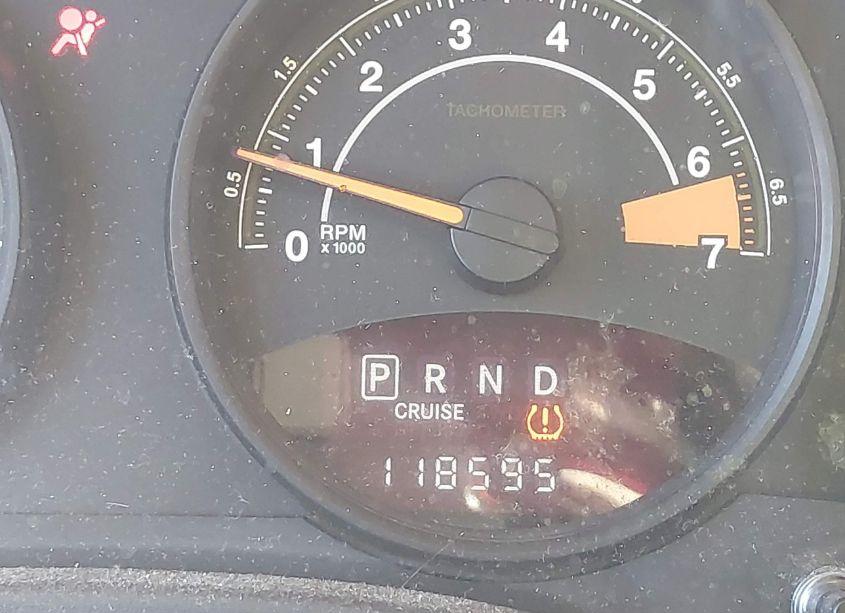 3 4
2 5
1.5 5.5
TACHOMETER
1 6
0.5 6.5
0 RPM 7
x 1000
P R N D
CRUISE
118595